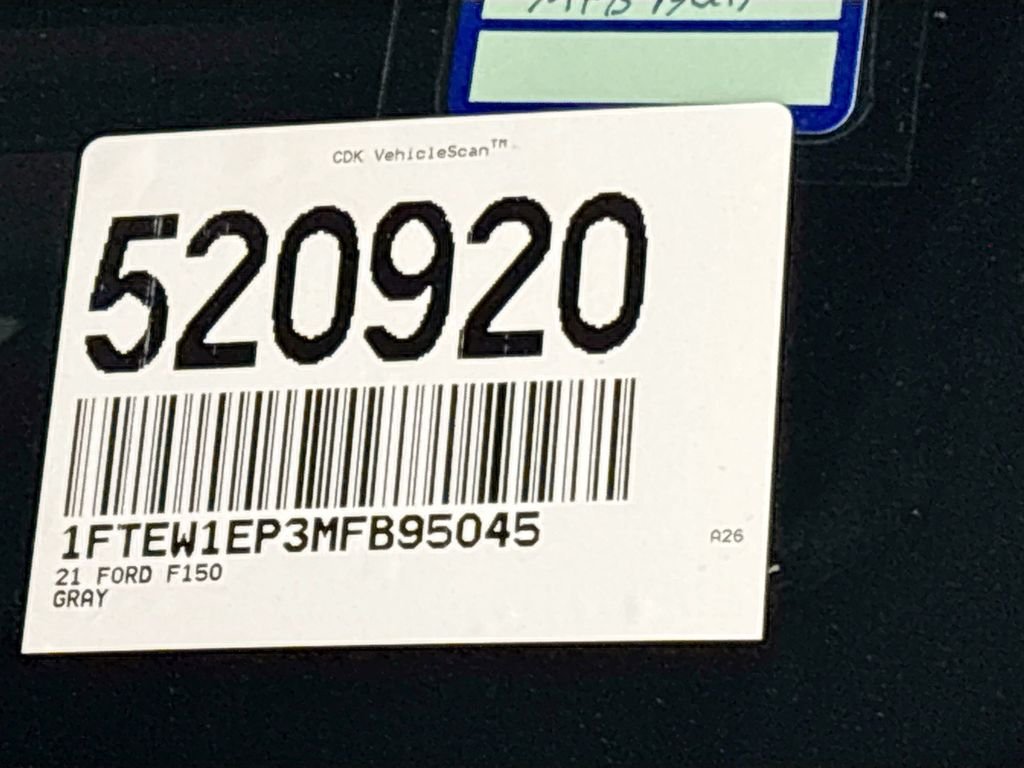 CDK VehicleScan™
520920
1FTEW1EP3MFB95045
A26
21 FORD F150
GRAY